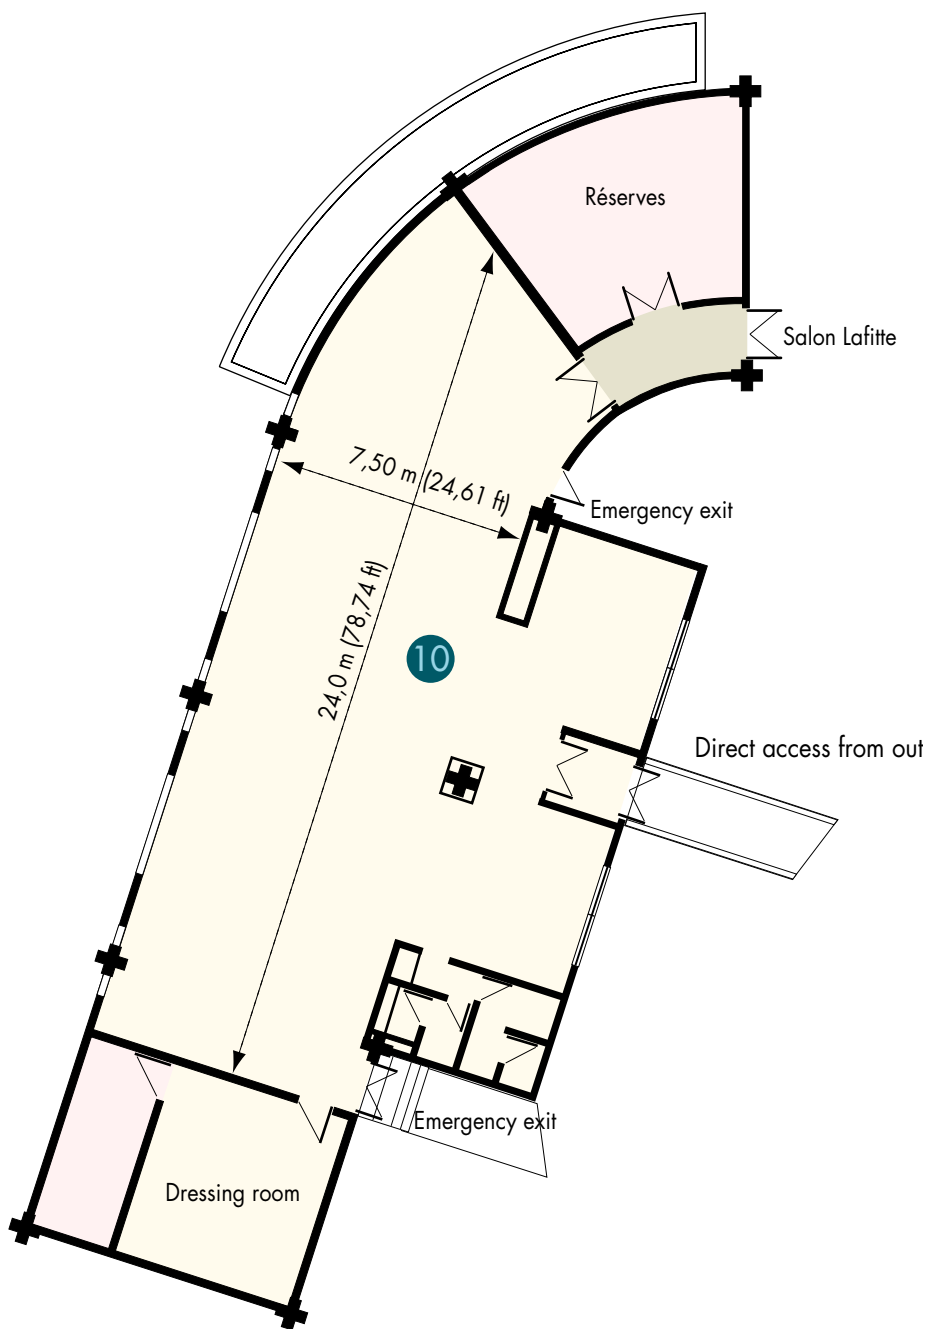 Réserves
Salon Lafitte
7,50 m (24,61 ft)
Emergency exit
24,0 m (78,74 ft)
10
Direct access from out
Emergency exit
Dressing room